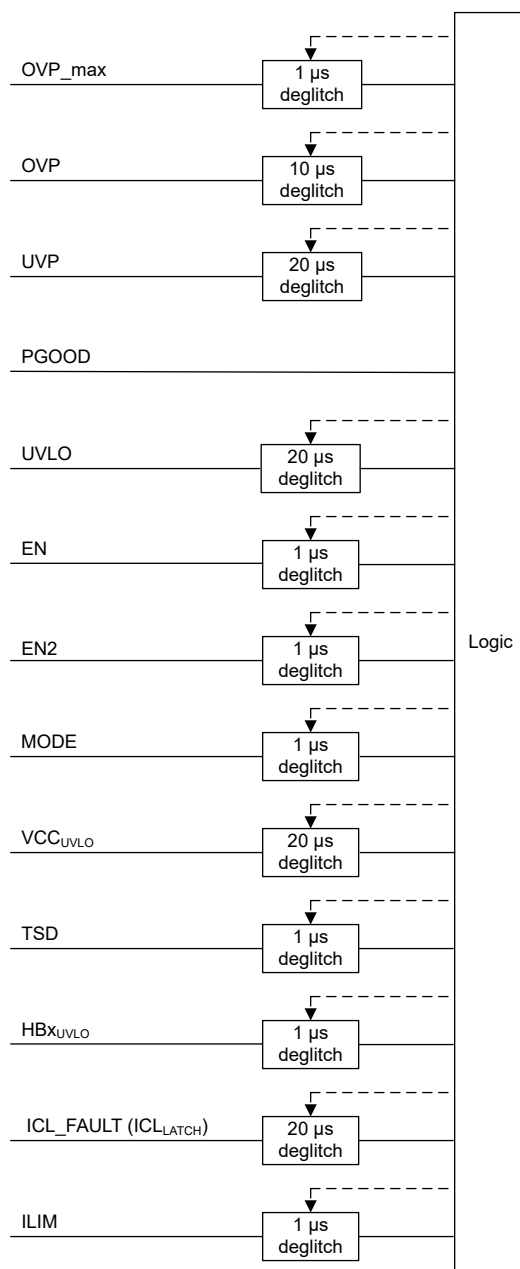 OVP_max
1 µs
deglitch
OVP
10 µs
deglitch
UVP
20 µs
deglitch
PGOOD
UVLO
20 µs
deglitch
EN
1 µs
deglitch
EN2
1 µs
deglitch
Logic
MODE
1 µs
deglitch
VCCUVLO
20 µs
deglitch
TSD
1 µs
deglitch
HBxUVLO
1 µs
deglitch
ICL_FAULT (ICLLATCH)
20 µs
deglitch
ILIM
1 µs
deglitch